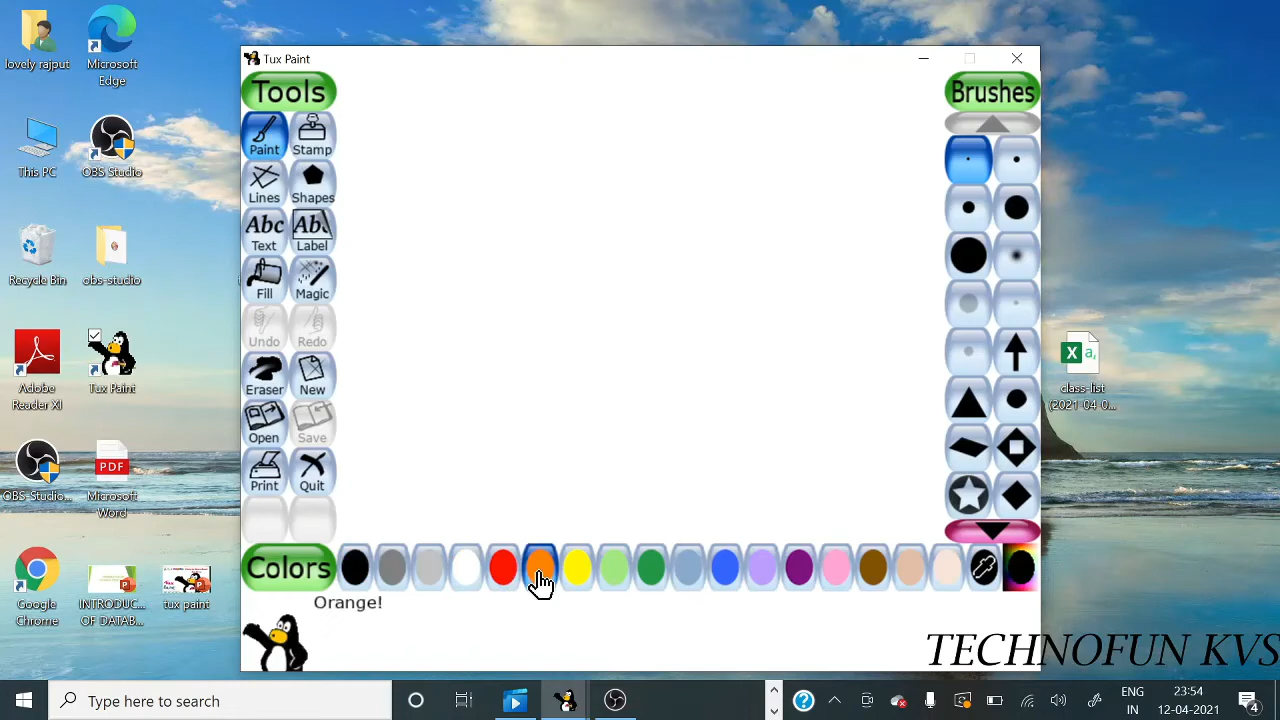 lovely rajput
Microsoft
Edge
This PC
OBS Studio
Recycle Bin
obs-studio
Adobe
Reader XI
Tux Paint
OBS Studio...
Microsoft
Word
Google
Chrome
INTRODUC...
OF DATAB...
tux paint
Tux Paint
Tools
Brushes
Paint
Stamp
Lines
Shapes
Abc
Text
Abc
Label
Fill
Magic
Undo
Redo
Eraser
New
Open
Save
Print
Quit
Colors
Orange!
class-list
(2021-04-0...
TECHNOFUN KVS
Type here to search
ENG
IN
23:54
12-04-2021
4